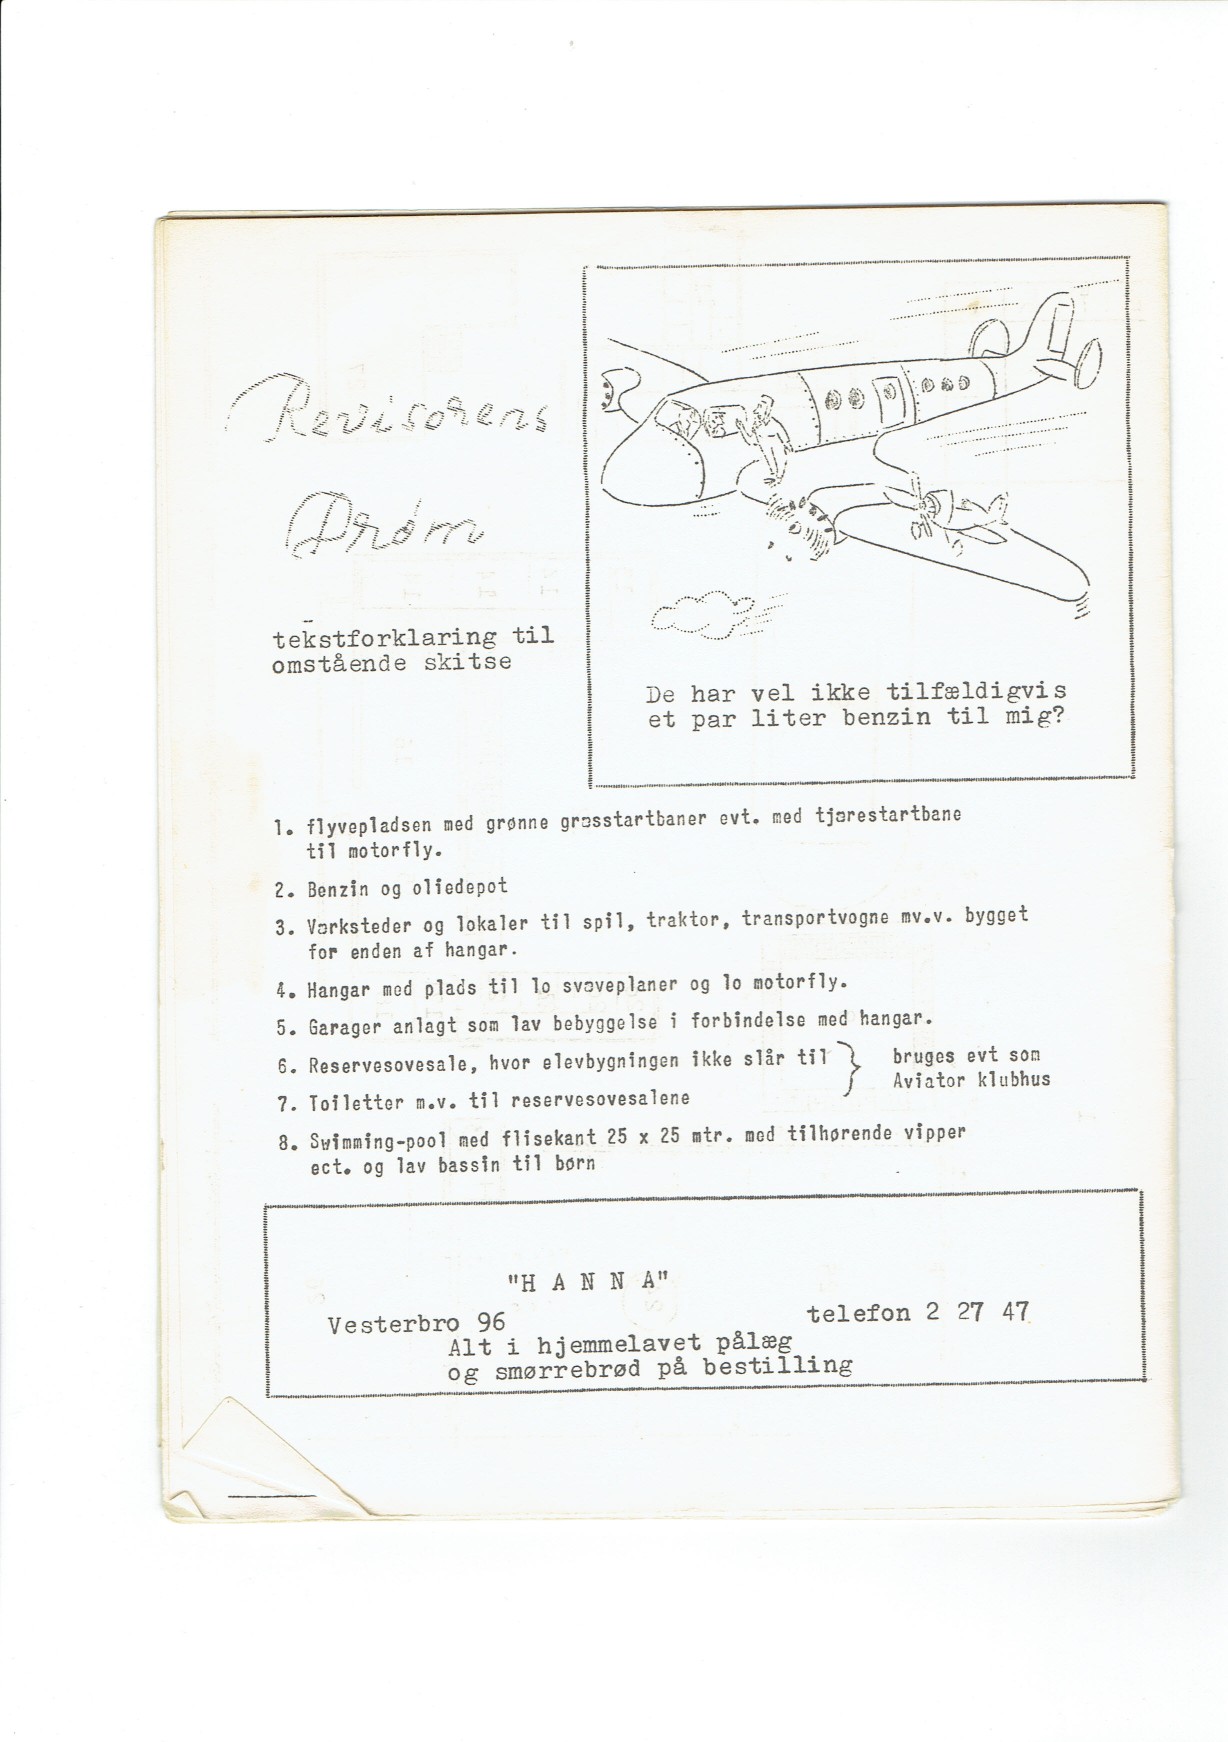 Revisorens
Drøm
tekstforklaring til
omstående skitse
De har vel ikke tilfældigvis
et par liter benzin til mig?
1. flyvepladsen med grønne græsstartbaner evt. med tjærestartbane
til motorfly.
2. Benzin og oliedepot
3. Værksteder og lokaler til spil, traktor, transportvogne mv.v. bygget
for enden af hangar.
4. Hangar med plads til lo svæveplaner og lo motorfly.
5. Garager anlagt som lav bebyggelse i forbindelse med hangar.
6. Reservesovesale, hvor elevbygningen ikke slår til } bruges evt som
Aviator klubhus
7. Toiletter m.v. til reservesovesalene
8. Swimming-pool med flisekant 25 x 25 mtr. med tilhørende vipper
ect. og lav bassin til børn
"H A N N A"
Vesterbro 96 telefon 2 27 47
Alt i hjemmelavet pålæg
og smørrebrød på bestilling